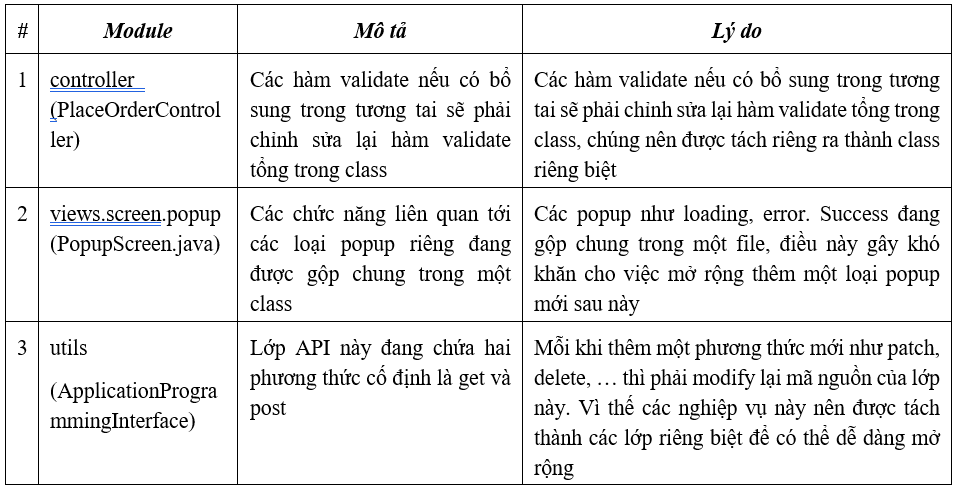 # Module Mô tả Lý do
1 controller Các hàm validate nếu có bổ Các hàm validate nếu có bổ sung trong tương
(PlaceOrderControl sung trong tương tai sẽ phải tai sẽ phải chỉnh sửa lại hàm validate tổng trong
ler) chỉnh sửa lại hàm validate class, chúng nên được tách riêng ra thành class
tổng trong class riêng biệt
2 views.screen.popup Các chức năng liên quan tới Các popup như loading, error. Success đang
(PopupScreen.java) các loại popup riêng đang gộp chung trong một file, điều này gây khó
được gộp chung trong một khăn cho việc mở rộng thêm một loại popup
class mới sau này
3 utils Lớp API này đang chứa hai Mỗi khi thêm một phương thức mới như patch,
phương thức cố định là get và delete, … thì phải modify lại mã nguồn của lớp
(ApplicationProgra post này. Vì thế các nghiệp vụ này nên được tách
mmingInterface) thành các lớp riêng biệt để có thể dễ dàng mở
rộng